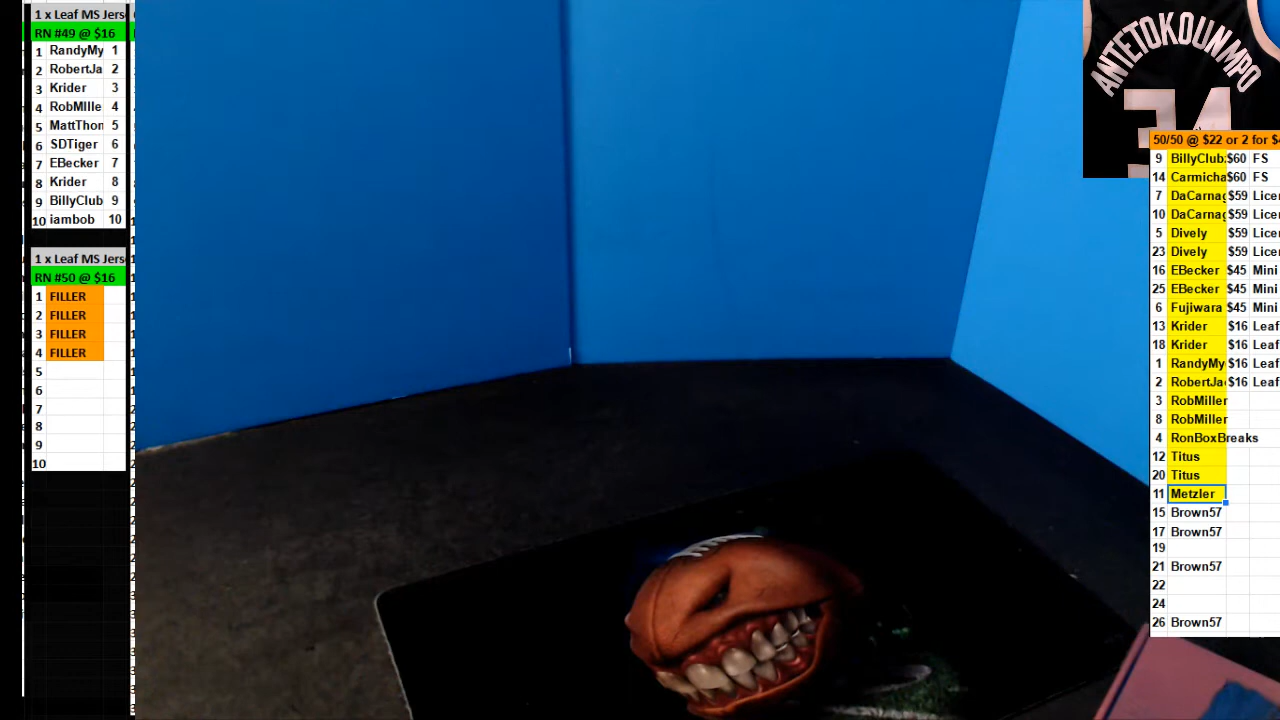 1 x Leaf MS Jers
RN #49 @ $16
1 RandyMy 1
2 RobertJa 2
3 Krider 3
4 RobMIlle 4
5 MattThon 5
6 SDTiger 6
7 EBecker 7
8 Krider 8
9 BillyClub 9
10 iambob 10
1 x Leaf MS Jers
RN #50 @ $16
1 FILLER
2 FILLER
3 FILLER
4 FILLER
5
6
7
8
9
10
ANTETOKOUNMPO
34
50/50 @ $22 or 2 for $
9 BillyClub $60 FS
14 Carmicha $60 FS
7 DaCarnag $59 Licen
10 DaCarnag $59 Licen
5 Dively $59 Licen
23 Dively $59 Licen
16 EBecker $45 Mini
25 EBecker $45 Mini
6 Fujiwara $45 Mini
13 Krider $16 Leaf
18 Krider $16 Leaf
1 RandyMy $16 Leaf
2 RobertJa $16 Leaf
3 RobMiller
8 RobMiller
4 RonBoxBreaks
12 Titus
20 Titus
11 Metzler
15 Brown57
17 Brown57
19
21 Brown57
22
24
26 Brown57